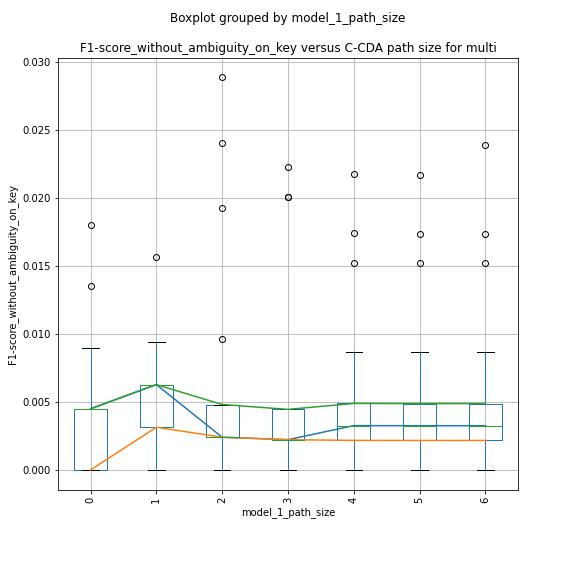 Boxplot grouped by model_1_path_size
F1-score_without_ambiguity_on_key versus C-CDA path size for multi
0.030
0.025
0.020
0.015
0.010
0.005
0.000
F1-score_without_ambiguity_on_key
0 1 2 3 4 5 6
model_1_path_size